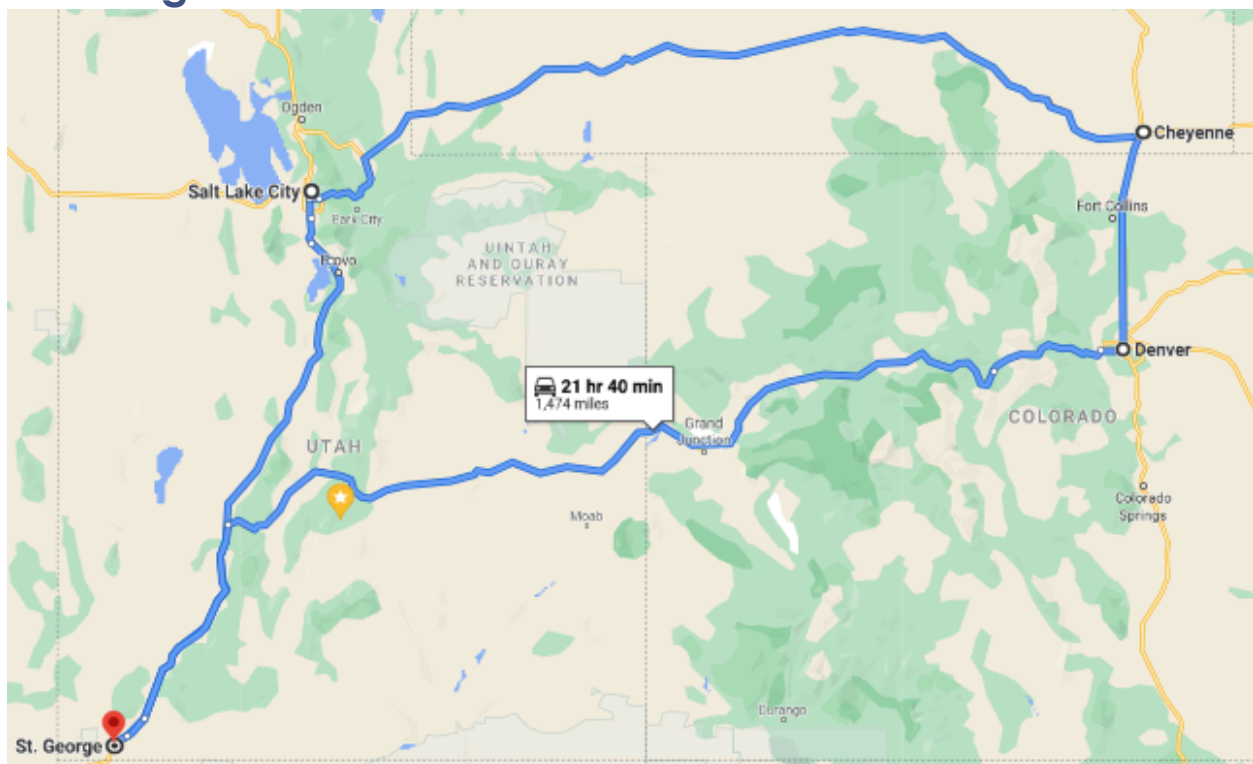 Ogden
Cheyenne
Salt Lake City
Park City
Fort Collins
Provo
UINTAH
AND OURAY
RESERVATION
Denver
21 hr 40 min
1,474 miles
COLORADO
Grand
Junction
UTAH
Colorado
Springs
Moab
Durango
St. George